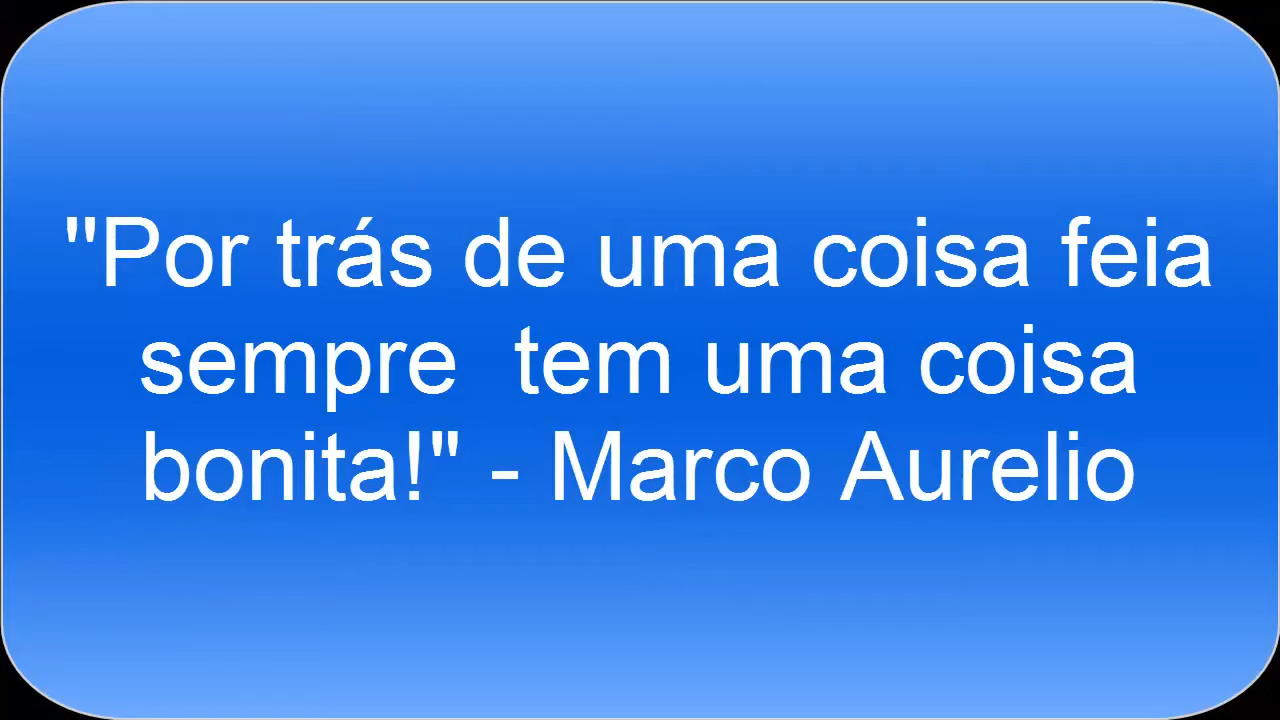 "Por trás de uma coisa feia
sempre  tem uma coisa
bonita!" - Marco Aurelio